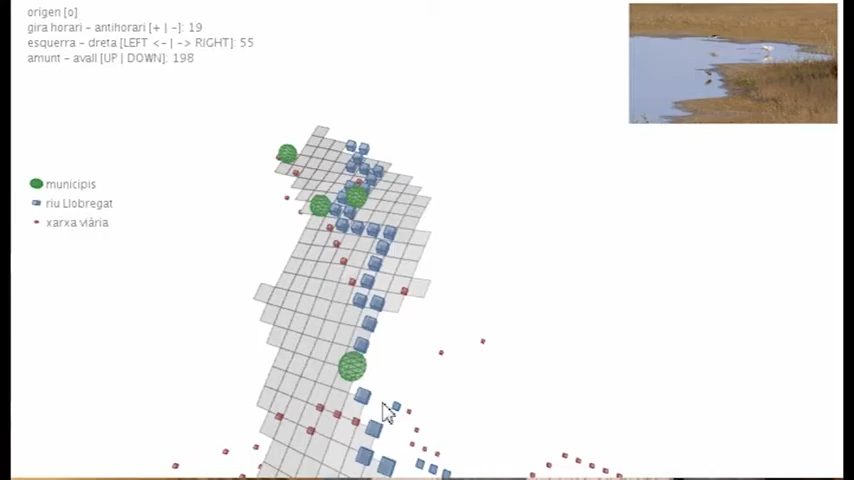 origen [o]
gira horari - antihorari [+ | -]: 19
esquerra - dreta [LEFT <- | -> RIGHT]: 55
amunt - avall [UP | DOWN]: 198
municipis
riu Llobregat
xarxa viària